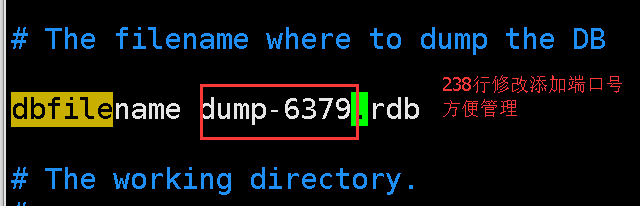 # The filename where to dump the DB
dbfilename dump-6379.rdb
238行修改添加端口号
方便管理
# The working directory.
#